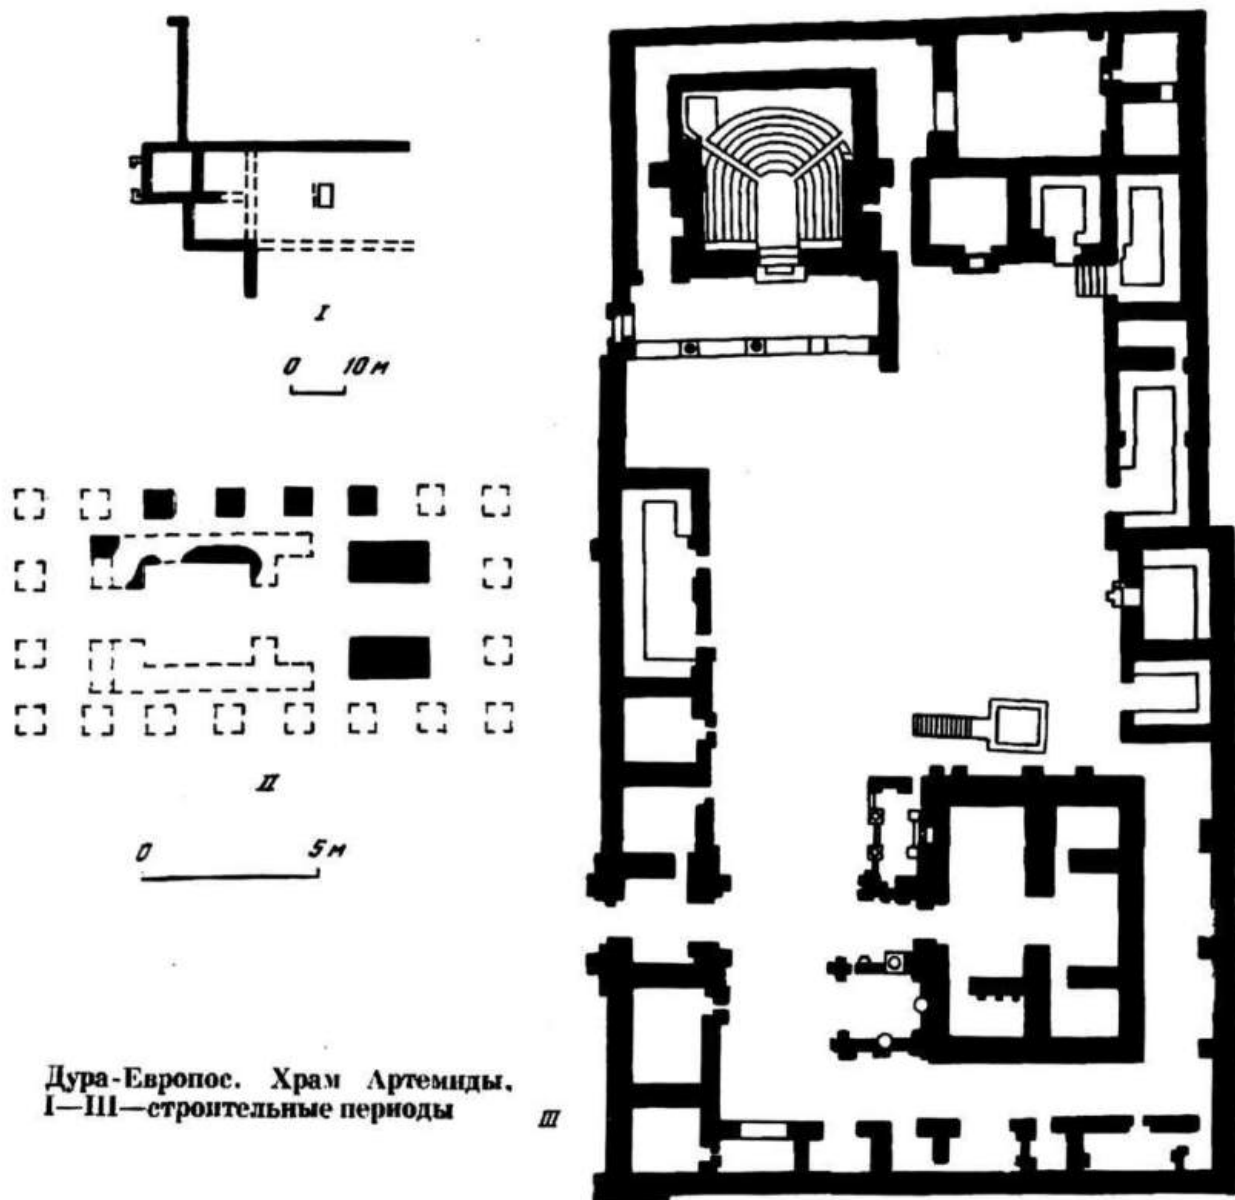 I
0 10 м
II
0 5 м
Дура-Европос. Храм Артемиды.
I—III—строительные периоды
III